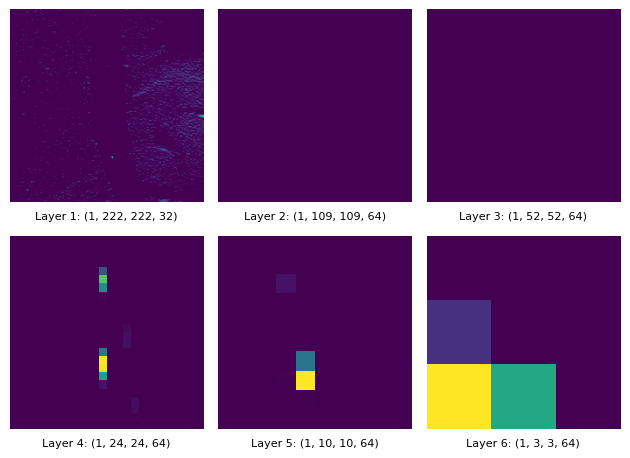 Layer 1: (1, 222, 222, 32)
Layer 2: (1, 109, 109, 64)
Layer 3: (1, 52, 52, 64)
Layer 4: (1, 24, 24, 64)
Layer 5: (1, 10, 10, 64)
Layer 6: (1, 3, 3, 64)